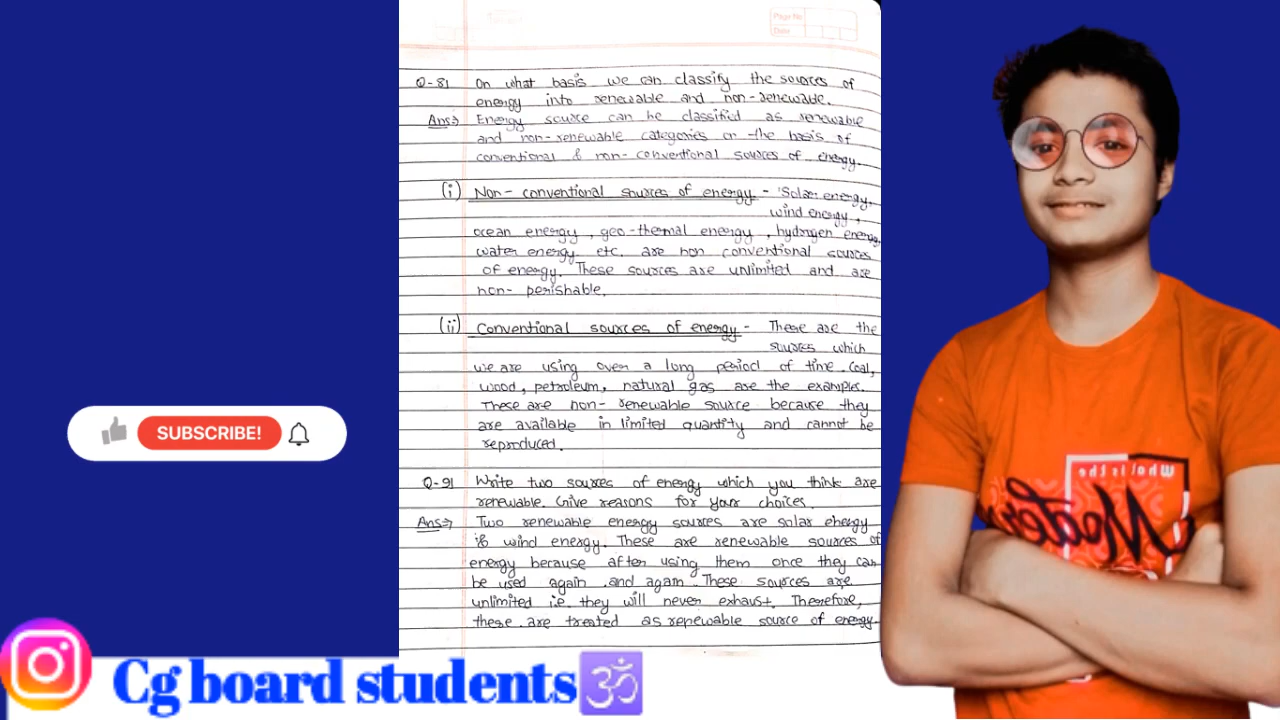 Page No
Date
Q-81 On what basis we can classify the sources of
energy into renewable and non-renewable.
Ans⇒ Energy source can be classified as renewable
and non-renewable categories on the basis of
conventional & non-conventional sources of energy.
(i) Non-conventional sources of energy - Solar energy,
wind energy,
ocean energy, geo-thermal energy, hydrogen energy,
water energy etc. are non conventional sources
of energy. These sources are unlimited and are
non-perishable.
(ii) Conventional sources of energy - These are the
sources which
we are using over a long period of time. Coal,
wood, petroleum, natural gas are the examples.
These are non-renewable source because they
are available in limited quantity and cannot be
reproduced.
Q-91 Write two sources of energy which you think are
renewable. Give reasons for your choices.
Ans⇒ Two renewable energy sources are solar energy
& wind energy. These are renewable sources of
energy because after using them once they can
be used again and again. These sources are
unlimited i.e. they will never exhaust. Therefore,
these are treated as renewable source of energy.
SUBSCRIBE!
What is the
Moder
Cg board students ॐ